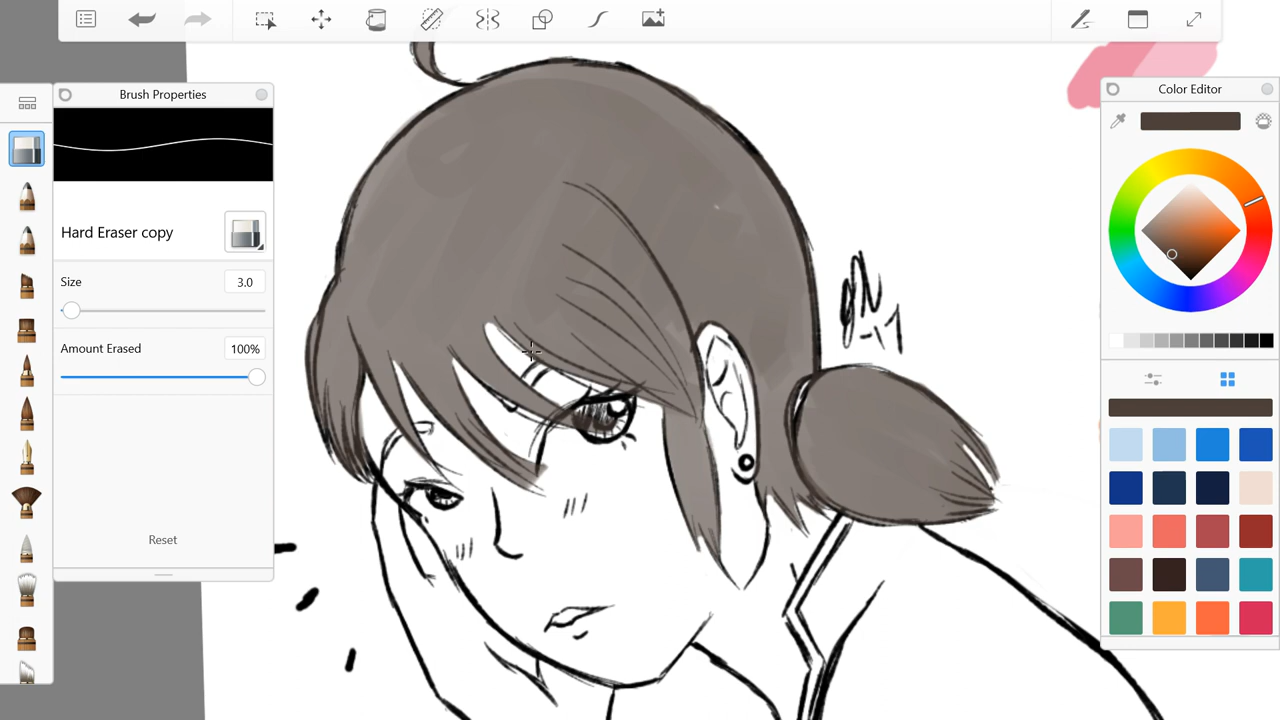 Brush Properties
Hard Eraser copy
Size
3.0
Amount Erased
100%
Reset
Color Editor